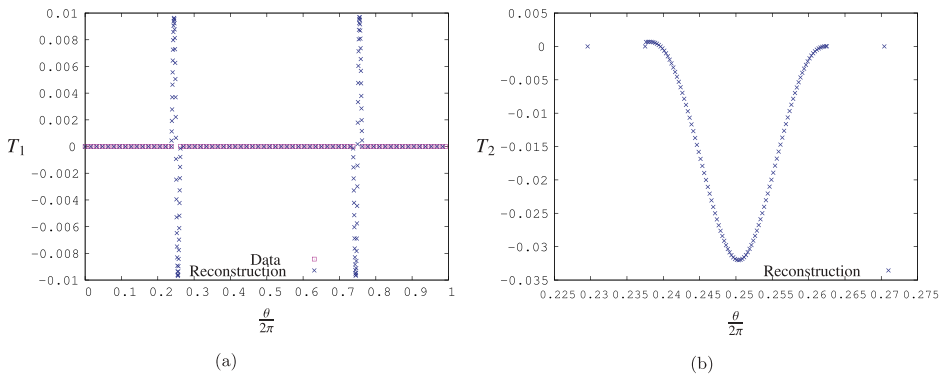 0.01
0.008
0.006
0.004
0.002
0
−0.002
−0.004
−0.006
−0.008
−0.01
T1
Data
Reconstruction
0 0.1 0.2 0.3 0.4 0.5 0.6 0.7 0.8 0.9 1
θ
2π
(a)
0.005
0
−0.005
−0.01
−0.015
−0.02
−0.025
−0.03
−0.035
T2
Reconstruction
0.225 0.23 0.235 0.24 0.245 0.25 0.255 0.26 0.265 0.27 0.275
θ
2π
(b)